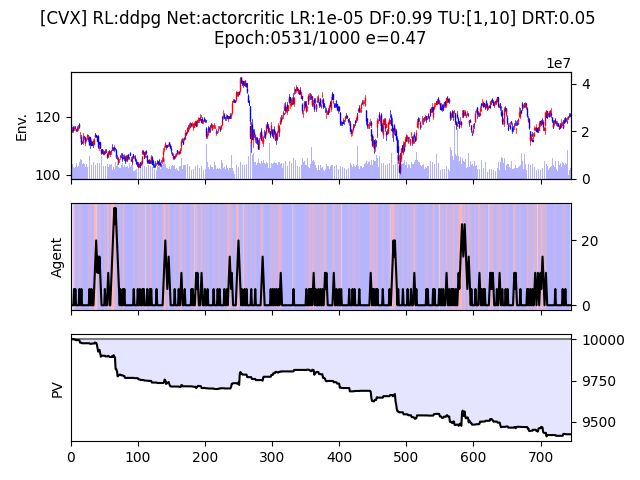 [CVX] RL:ddpg Net:actorcritic LR:1e-05 DF:0.99 TU:[1,10] DRT:0.05
Epoch:0531/1000 e=0.47
1e7
Env.
120
100
4
2
0
Agent
20
0
PV
10000
9750
9500
0 100 200 300 400 500 600 700